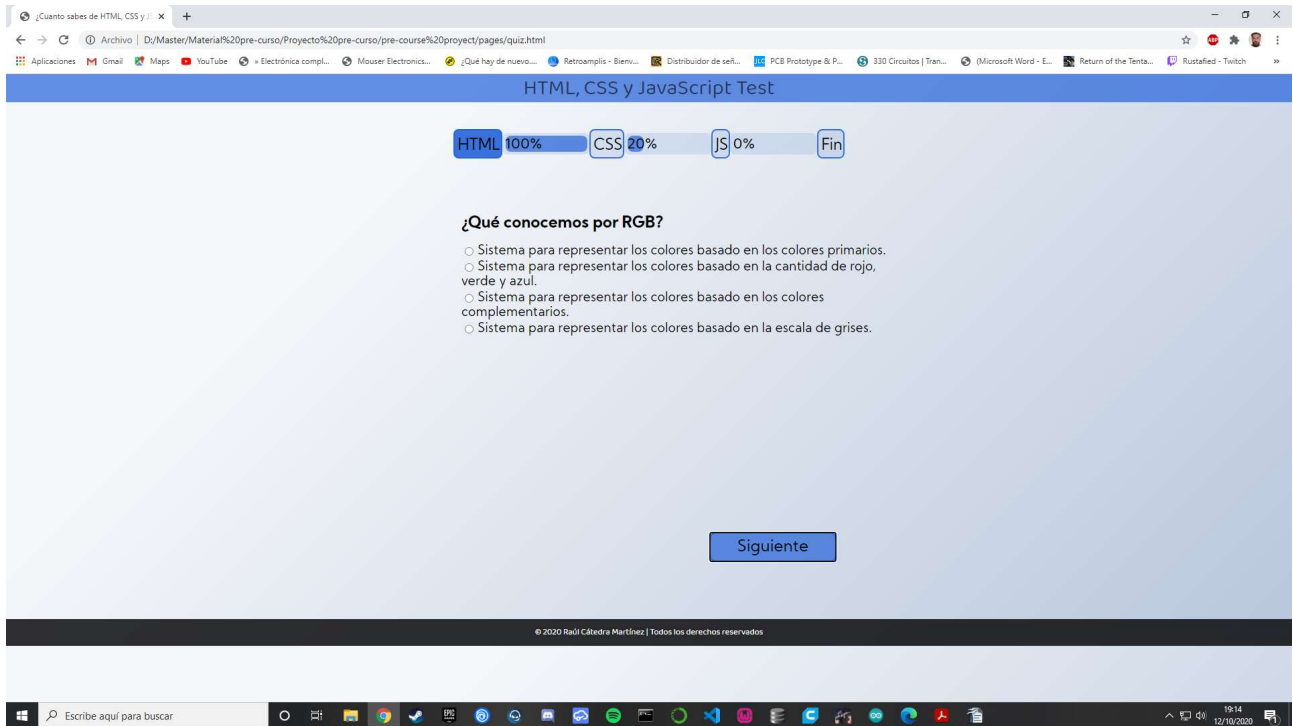 ¿Cuanto sabes de HTML, CSS y J
Archivo | D:/Master/Material%20pre-curso/Proyecto%20pre-curso/pre-course%20proyect/pages/quiz.html
Aplicaciones Gmail Maps YouTube » Electrónica compl... Mouser Electronics... ¿Qué hay de nuevo.... Retroamplis - Bienv... Distribuidor de señ... PCB Prototype & P... 330 Circuitos | Tran... (Microsoft Word - E... Return of the Tenta... Rustafied - Twitch »
HTML, CSS y JavaScript Test
HTML 100% CSS 20% JS 0% Fin
¿Qué conocemos por RGB?
Sistema para representar los colores basado en los colores primarios.
Sistema para representar los colores basado en la cantidad de rojo,
verde y azul.
Sistema para representar los colores basado en los colores
complementarios.
Sistema para representar los colores basado en la escala de grises.
Siguiente
© 2020 Raúl Cátedra Martínez | Todos los derechos reservados
Escribe aquí para buscar
19:14
12/10/2020